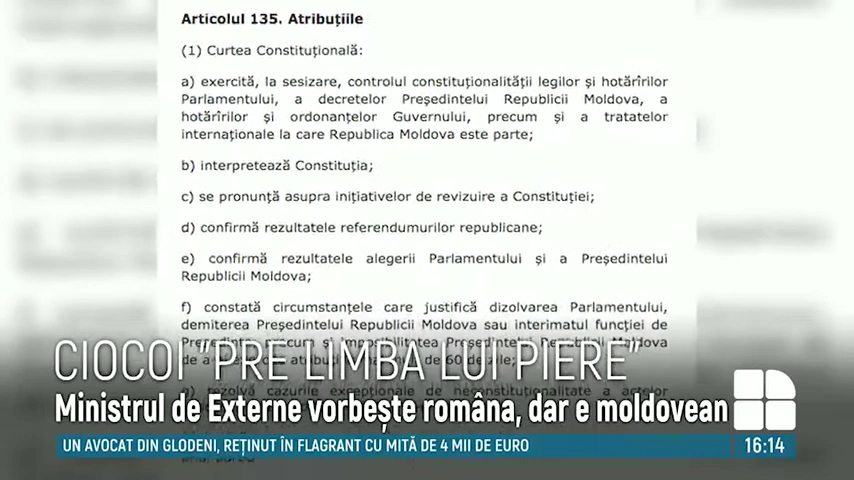 Articolul 135. Atribuțiile
(1) Curtea Constituțională:
a) exercită, la sesizare, controlul constituționalității legilor și hotărîrilor
Parlamentului, a decretelor Președintelui Republicii Moldova, a
hotărîrilor și ordonanțelor Guvernului, precum și a tratatelor
internaționale la care Republica Moldova este parte;
b) interpretează Constituția;
c) se pronunță asupra inițiativelor de revizuire a Constituției;
d) confirmă rezultatele referendumurilor republicane;
e) confirmă rezultatele alegerii Parlamentului și a Președintelui
Republicii Moldova;
f) constată circumstanțele care justifică dizolvarea Parlamentului,
demiterea Președintelui Republicii Moldova sau interimatul funcției de
CIOCOI "PRE LIMBA LUI PIERE"
Ministrul de Externe vorbește româna, dar e moldovean
UN AVOCAT DIN GLODENI, REȚINUT ÎN FLAGRANT CU MITĂ DE 4 MII DE EURO
16:14